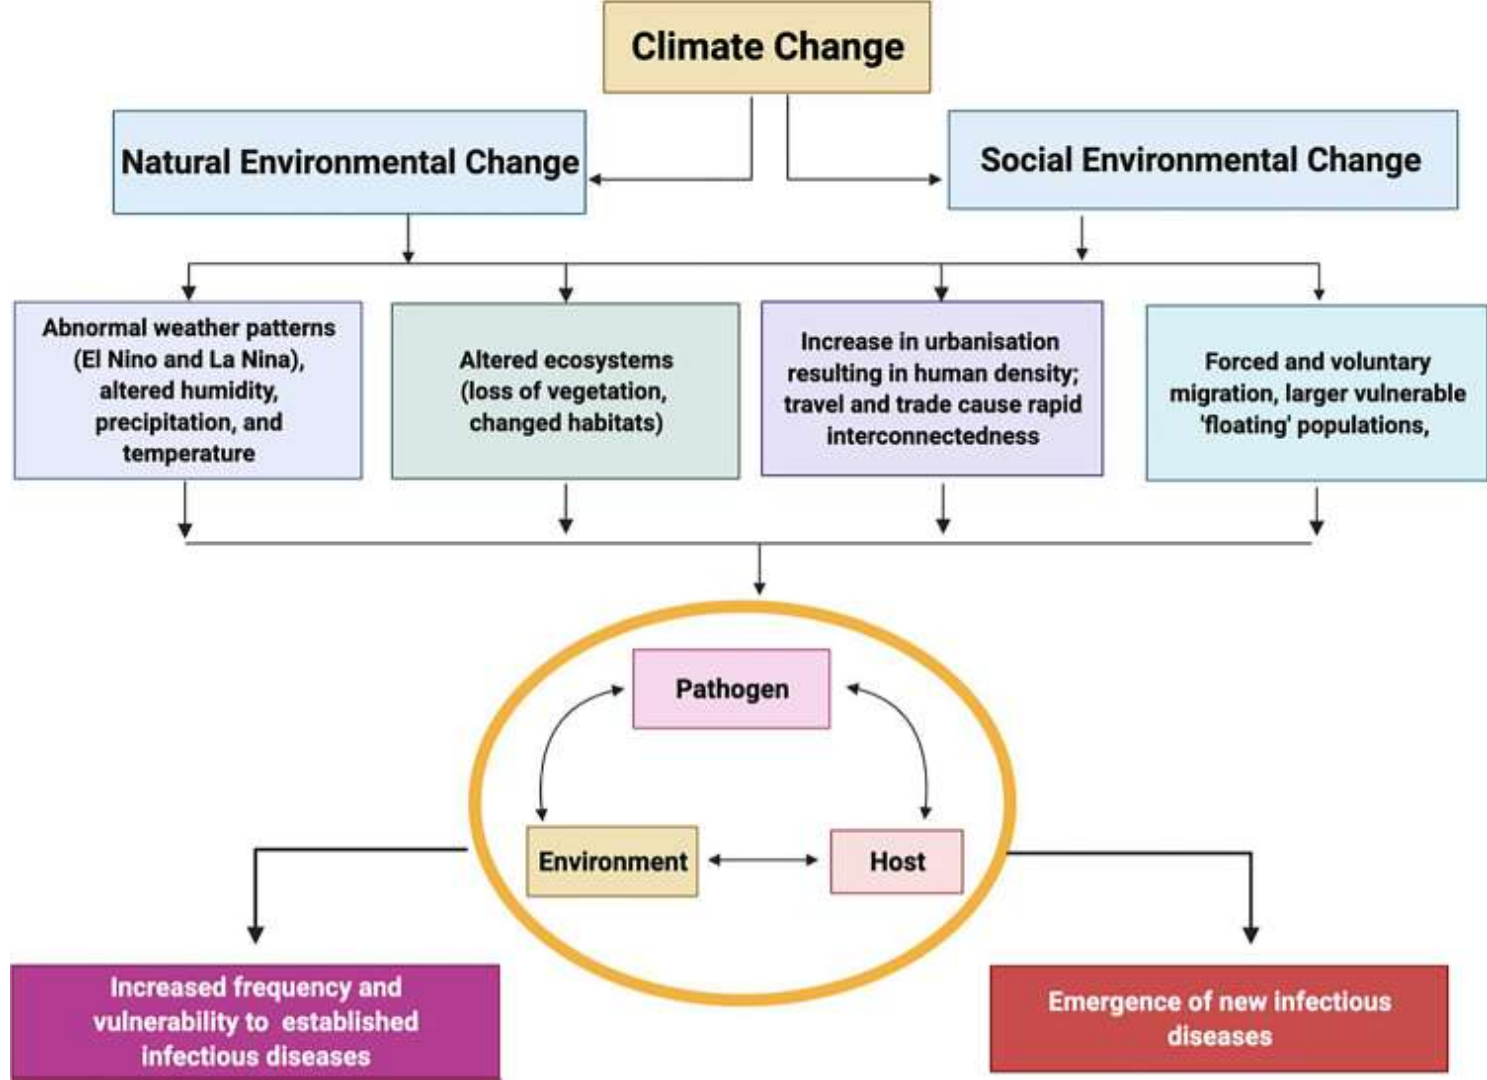 Climate Change
Natural Environmental Change
Social Environmental Change
Abnormal weather patterns
(El Nino and La Nina),
altered humidity,
precipitation, and
temperature
Altered ecosystems
(loss of vegetation,
changed habitats)
Increase in urbanisation
resulting in human density;
travel and trade cause rapid
interconnectedness
Forced and voluntary
migration, larger vulnerable
'floating' populations,
Pathogen
Environment
Host
Increased frequency and
vulnerability to established
infectious diseases
Emergence of new infectious
diseases